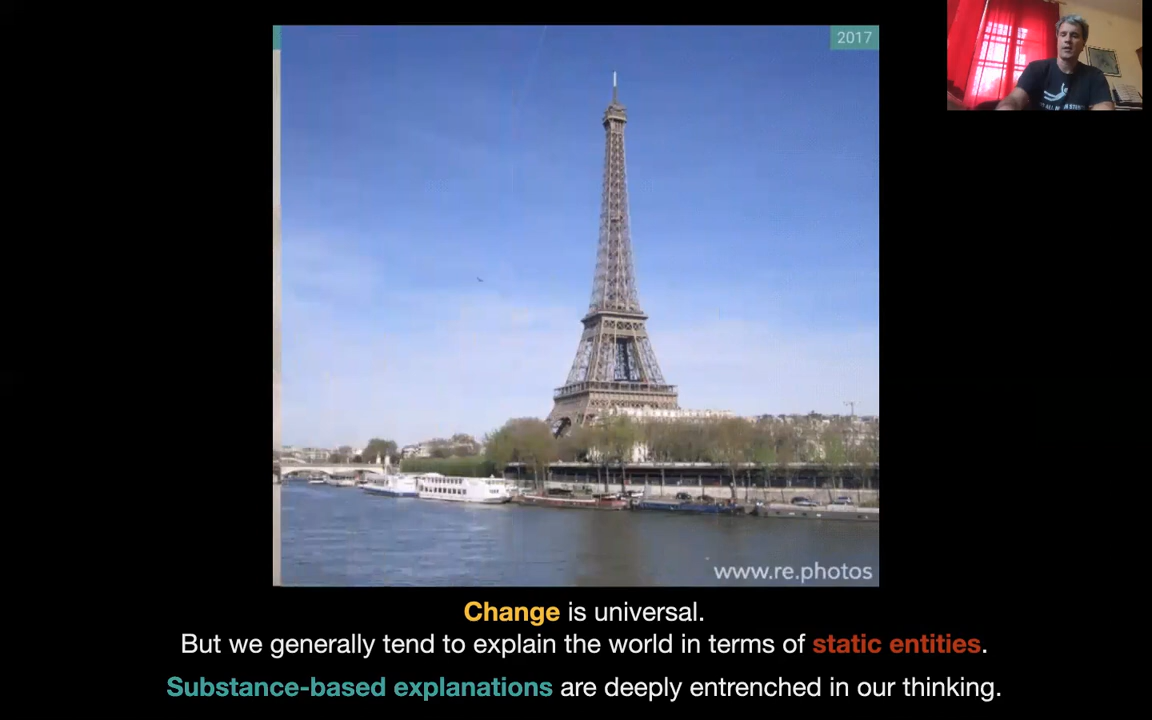 2017
www.re.photos
Change is universal.
But we generally tend to explain the world in terms of static entities.
Substance-based explanations are deeply entrenched in our thinking.